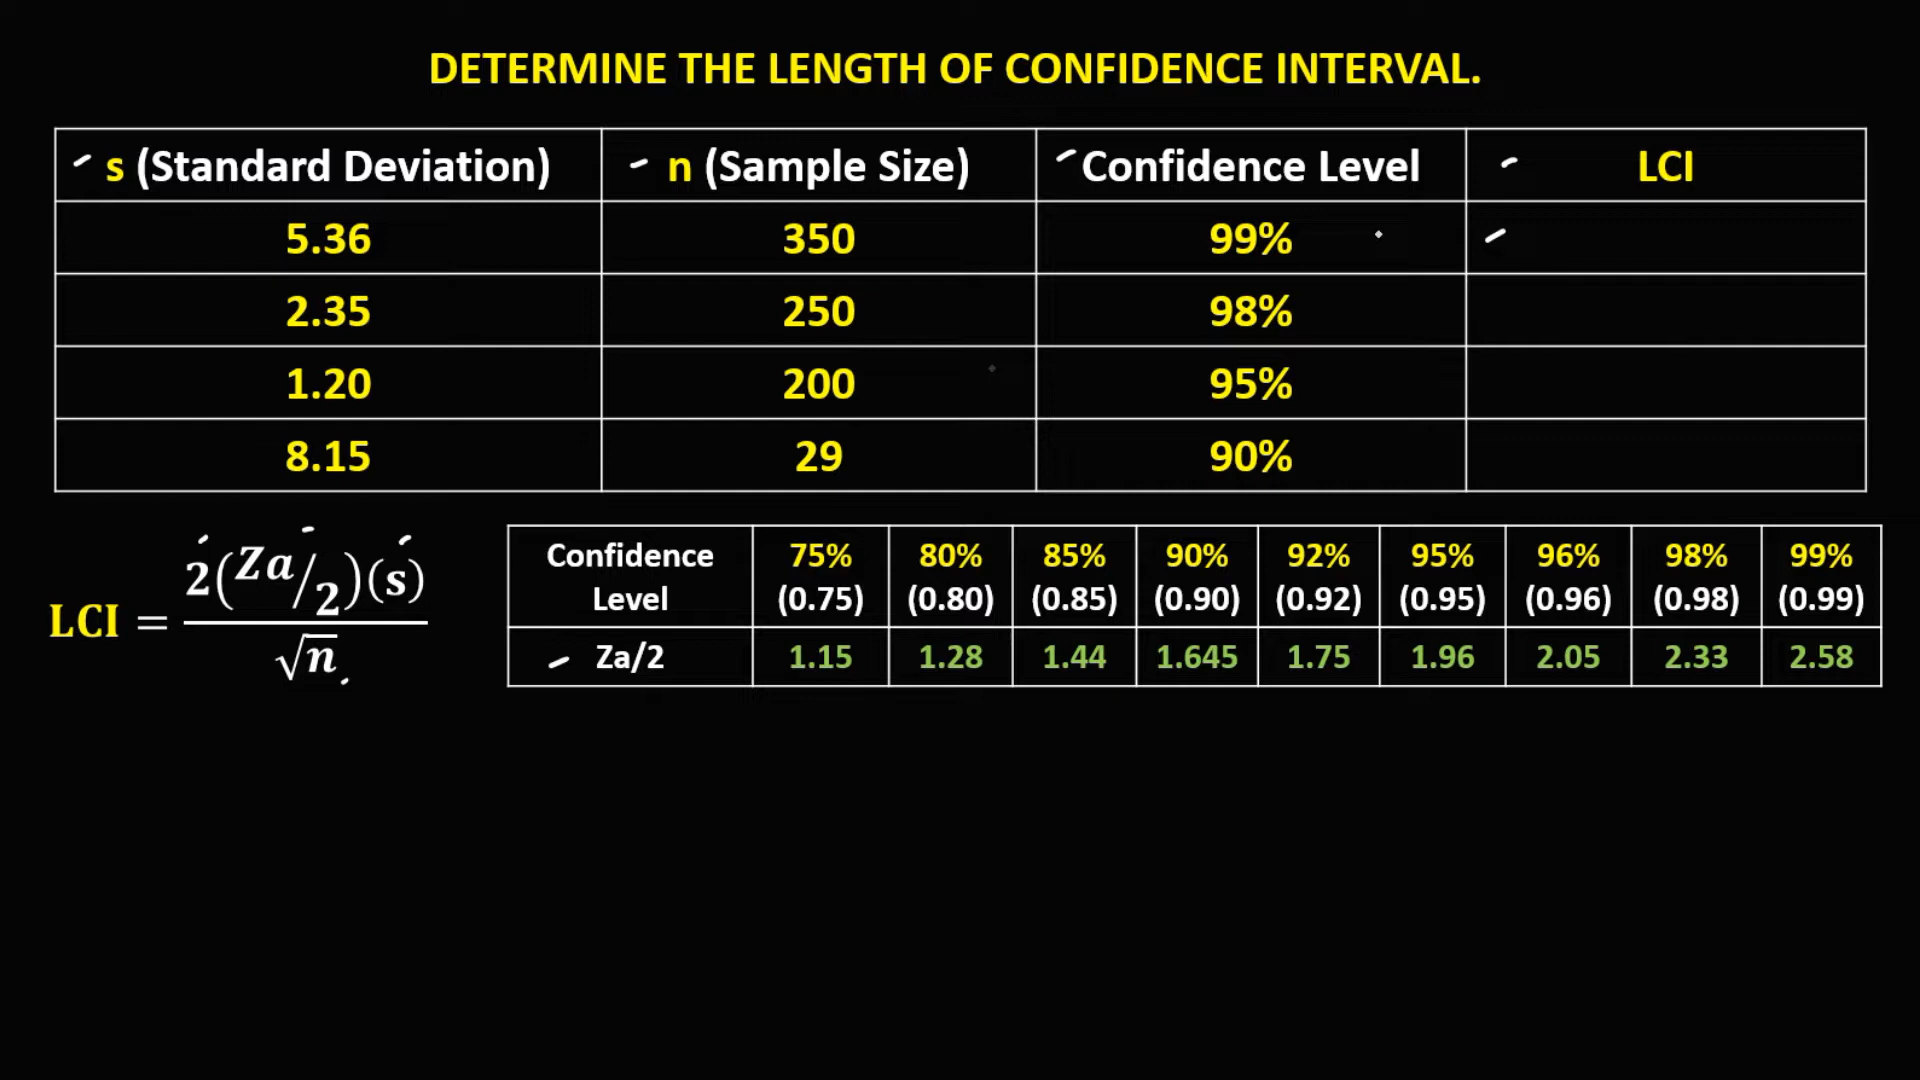 DETERMINE THE LENGTH OF CONFIDENCE INTERVAL.
s (Standard Deviation) n (Sample Size) Confidence Level LCI
5.36 350 99%
2.35 250 98%
1.20 200 95%
8.15 29 90%
LCI = 2(Za/2)(s) / √n
Confidence Level 75% (0.75) 80% (0.80) 85% (0.85) 90% (0.90) 92% (0.92) 95% (0.95) 96% (0.96) 98% (0.98) 99% (0.99)
Za/2 1.15 1.28 1.44 1.645 1.75 1.96 2.05 2.33 2.58